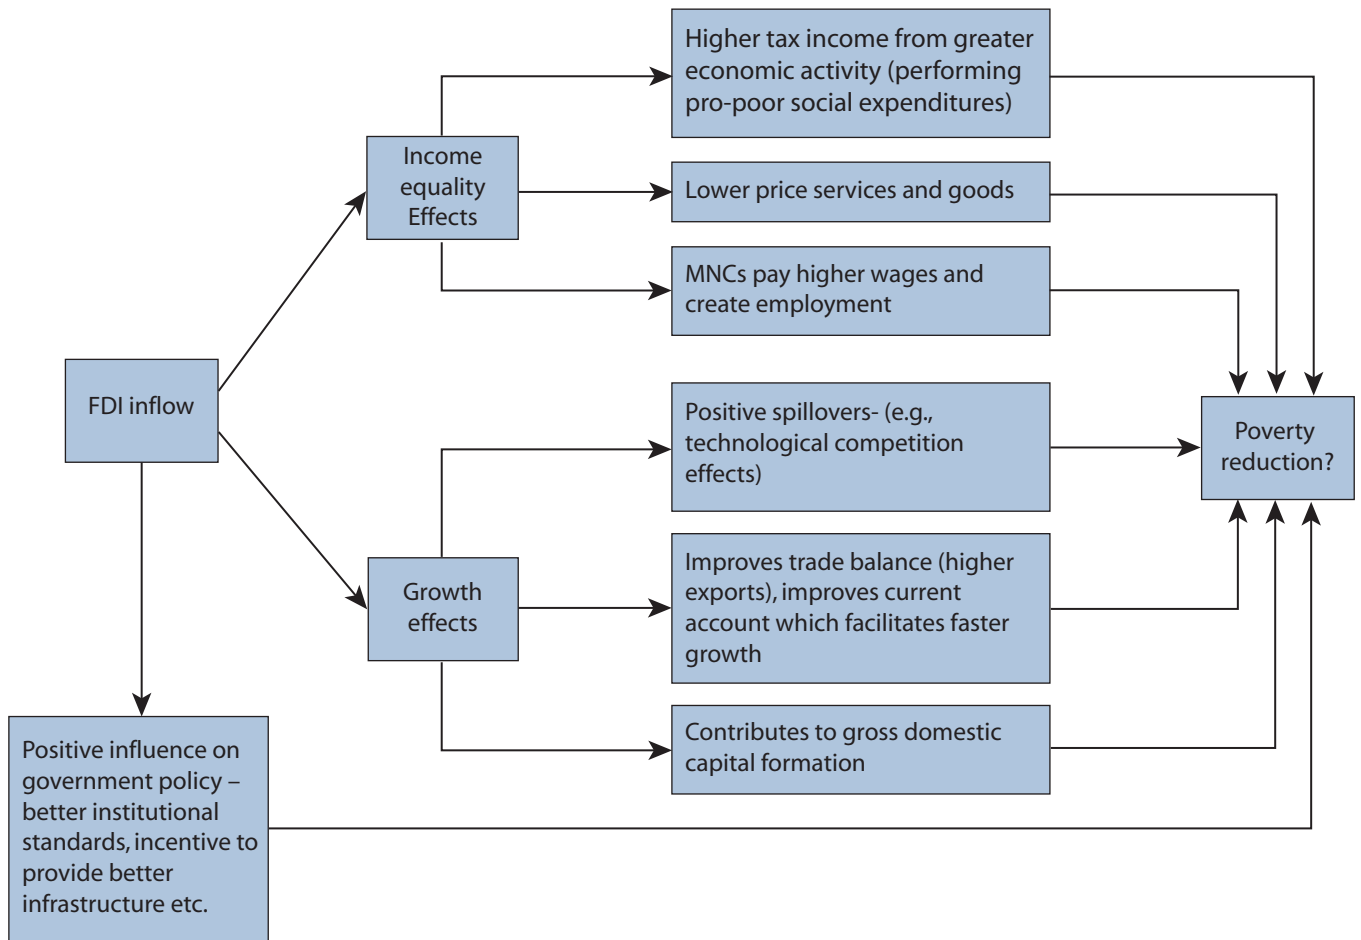 Higher tax income from greater
economic activity (performing
pro-poor social expenditures)
Income
equality
Effects
Lower price services and goods
MNCs pay higher wages and
create employment
FDI inflow
Positive spillovers- (e.g.,
technological competition
effects)
Poverty
reduction?
Growth
effects
Improves trade balance (higher
exports), improves current
account which facilitates faster
growth
Contributes to gross domestic
capital formation
Positive influence on
government policy –
better institutional
standards, incentive to
provide better
infrastructure etc.